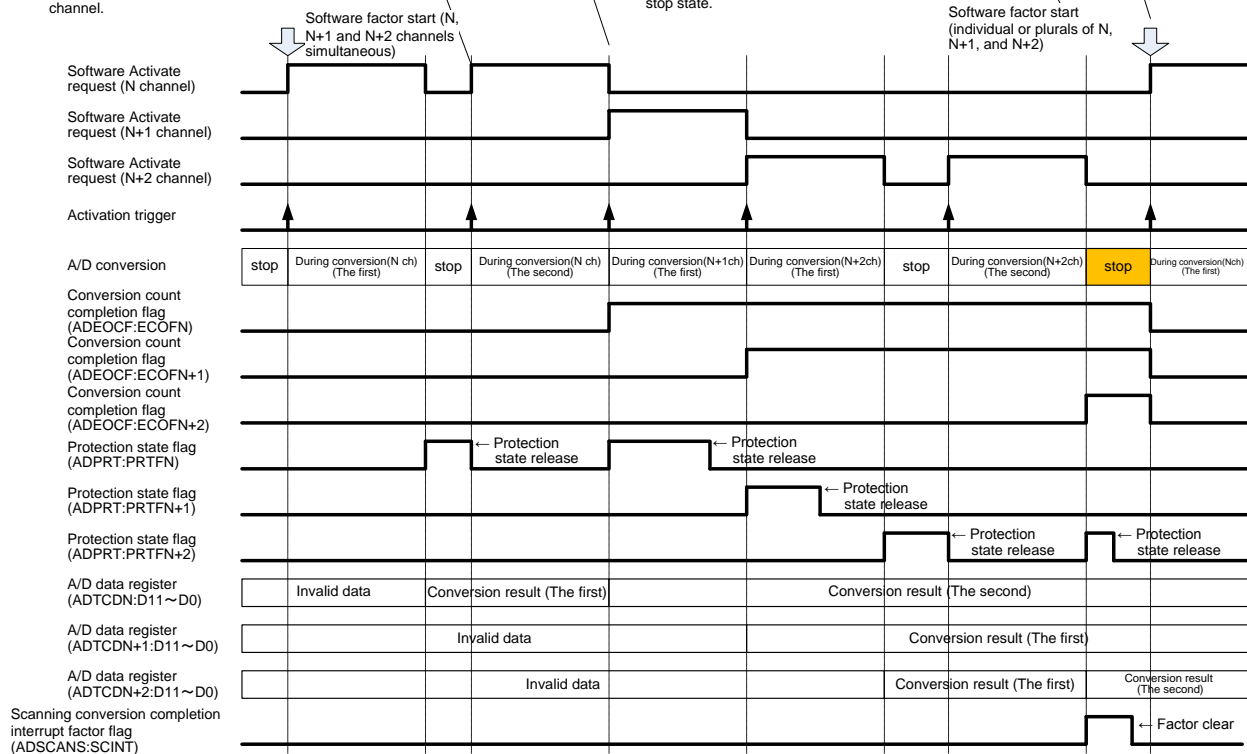 channel.
stop state.
Software factor start (N,
N+1 and N+2 channels
simultaneous)
Software factor start
(individual or plurals of N,
N+1, and N+2)
Software Activate
request (N channel)
Software Activate
request (N+1 channel)
Software Activate
request (N+2 channel)
Activation trigger
A/D conversion
stop
During conversion(N ch)
(The first)
stop
During conversion(N ch)
(The second)
During conversion(N+1ch)
(The first)
During conversion(N+2ch)
(The first)
stop
During conversion(N+2ch)
(The second)
stop
During conversion(Nch)
(The first)
Conversion count
completion flag
(ADEOCF:ECOFN)
Conversion count
completion flag
(ADEOCF:ECOFN+1)
Conversion count
completion flag
(ADEOCF:ECOFN+2)
Protection state flag
(ADPRT:PRTFN)
← Protection
state release
← Protection
state release
Protection state flag
(ADPRT:PRTFN+1)
← Protection
state release
Protection state flag
(ADPRT:PRTFN+2)
← Protection
state release
← Protection
state release
A/D data register
(ADTCDN:D11～D0)
Invalid data
Conversion result (The first)
Conversion result (The second)
A/D data register
(ADTCDN+1:D11～D0)
Invalid data
Conversion result (The first)
A/D data register
(ADTCDN+2:D11～D0)
Invalid data
Conversion result (The first)
Conversion result
(The second)
Scanning conversion completion
interrupt factor flag
(ADSCANS:SCINT)
← Factor clear